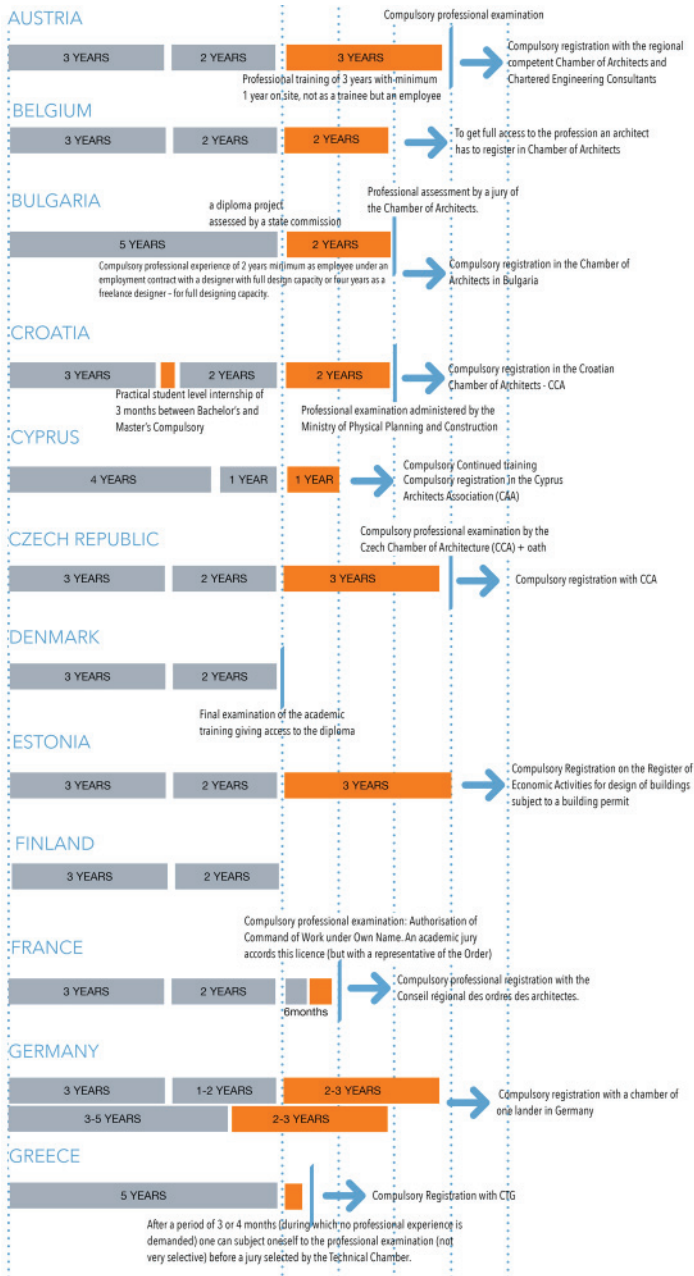 AUSTRIA
Compulsory professional examination
3 YEARS
2 YEARS
3 YEARS
Professional training of 3 years with minimum
1 year on site, not as a trainee but an employee
Compulsory registration with the regional
competent Chamber of Architects and
Chartered Engineering Consultants
BELGIUM
3 YEARS
2 YEARS
2 YEARS
To get full access to the profession an architect
has to register in Chamber of Architects
BULGARIA
a diploma project
assessed by a state commission
Professional assessment by a jury of
the Chamber of Architects.
5 YEARS
2 YEARS
Compulsory professional experience of 2 years minimum as employee under an
employment contract with a designer with full design capacity or four years as a
freelance designer – for full designing capacity.
Compulsory registration in the Chamber of
Architects in Bulgaria
CROATIA
3 YEARS
2 YEARS
2 YEARS
Practical student level internship of
3 months between Bachelor's and
Master's Compulsory
Professional examination administered by the
Ministry of Physical Planning and Construction
Compulsory registration in the Croatian
Chamber of Architects - CCA
CYPRUS
4 YEARS
1 YEAR
1 YEAR
Compulsory Continued training
Compulsory registration In the Cyprus
Architects Association (CAA)
CZECH REPUBLIC
Compulsory professional examination by the
Czech Chamber of Architecture (CCA) + oath
3 YEARS
2 YEARS
3 YEARS
Compulsory registration with CCA
DENMARK
3 YEARS
2 YEARS
Final examination of the academic
training giving access to the diploma
ESTONIA
3 YEARS
2 YEARS
3 YEARS
Compulsory Registration on the Register of
Economic Activities for design of buildings
subject to a building permit
FINLAND
3 YEARS
2 YEARS
FRANCE
Compulsory professional examination: Authorisation of
Command of Work under Own Name. An academic jury
accords this licence (but with a representative of the Order)
3 YEARS
2 YEARS
6months
Compulsory professional registration with the
Conseil régional des ordres des architectes.
GERMANY
3 YEARS
1-2 YEARS
2-3 YEARS
3-5 YEARS
2-3 YEARS
Compulsory registration with a chamber of
one lander in Germany
GREECE
5 YEARS
Compulsory Registration with CTG
After a period of 3 or 4 months (during which no professional experience is
demanded) one can subject oneself to the professional examination (not
very selective) before a jury selected by the Technical Chamber.